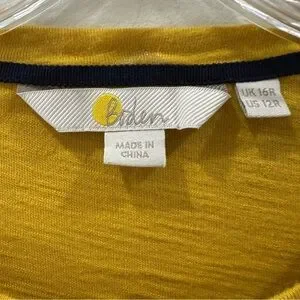 Boden
MADE IN
CHINA
UK 16R
US 12R